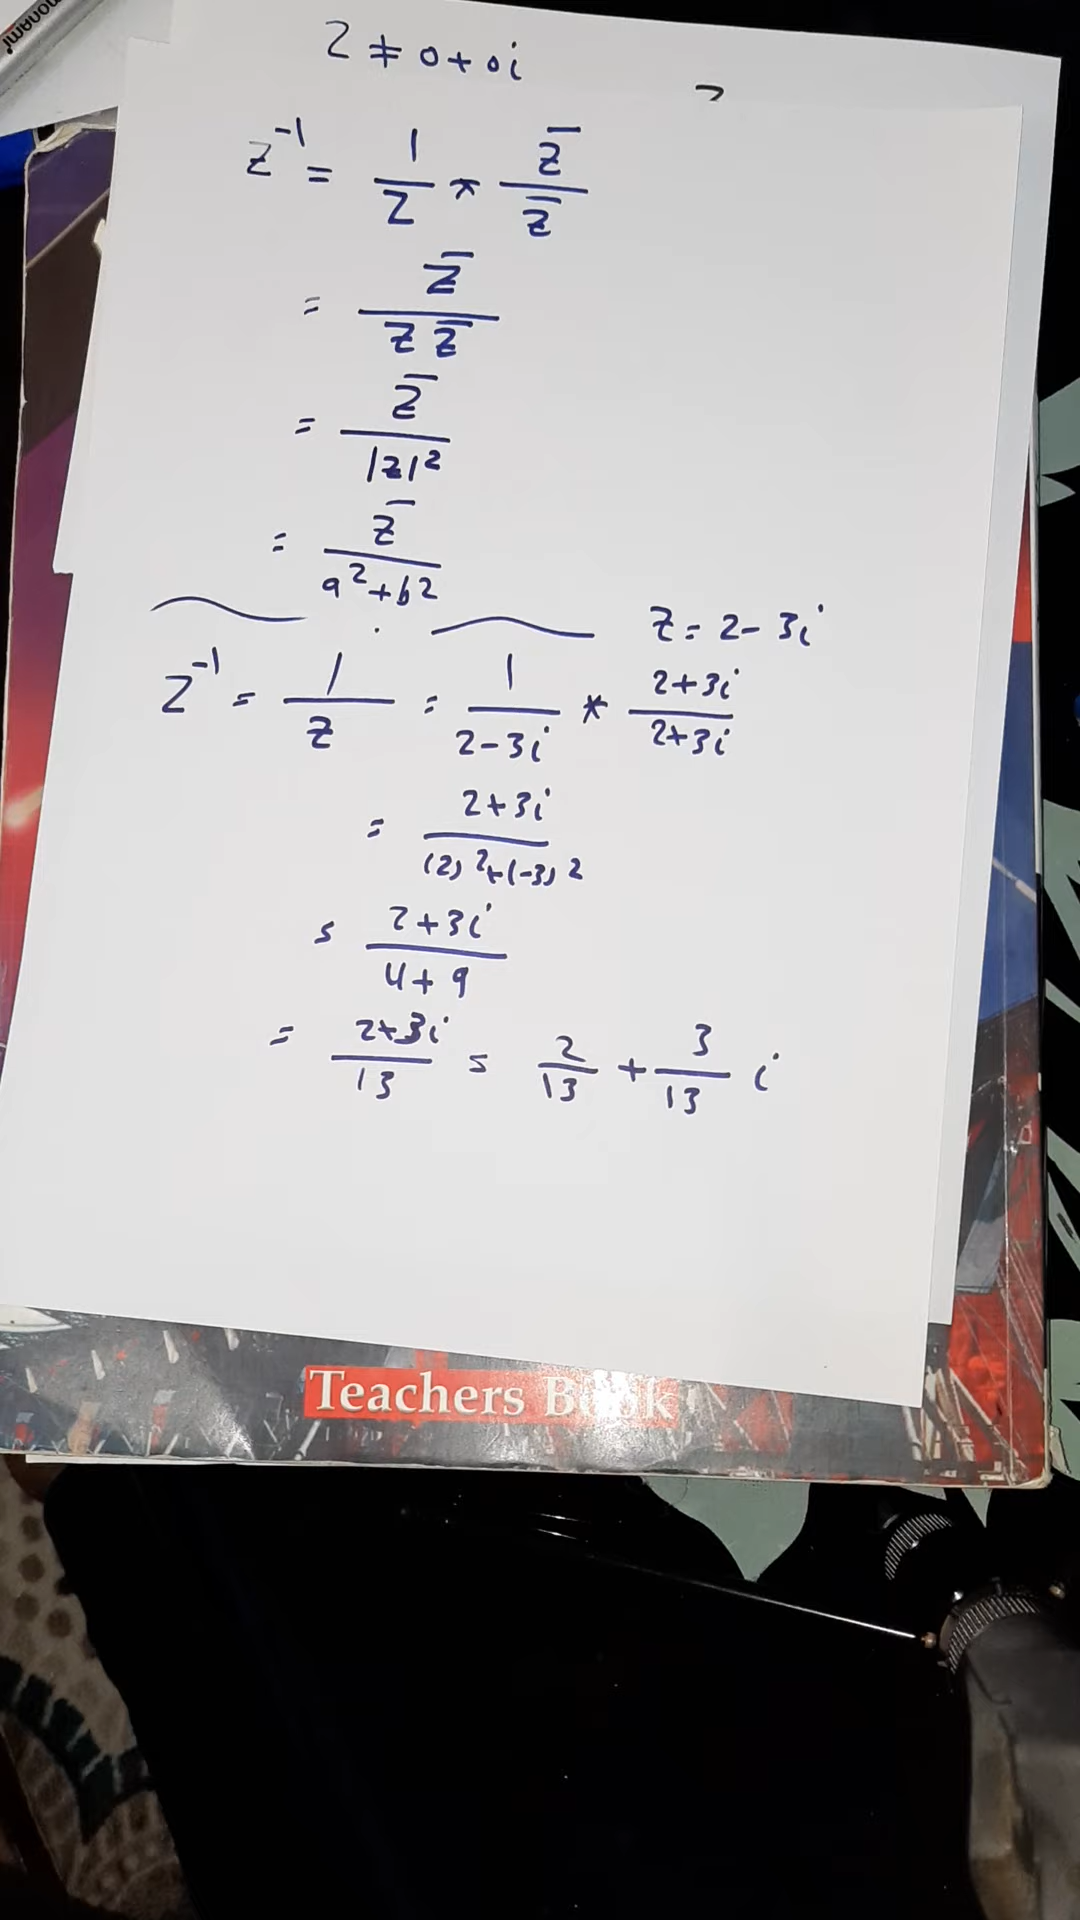 monami
z ≠ 0+0i
z⁻¹ = 1/z * z̄/z̄
= z̄/(z z̄)
= z̄/|z|²
= z̄/(a²+b²)
z = 2-3i
z⁻¹ = 1/z = 1/(2-3i) * (2+3i)/(2+3i)
= (2+3i)/((2)²+(-3)²)
= (2+3i)/(4+9)
= (2+3i)/13 = 2/13 + 3/13 i
Teachers Book